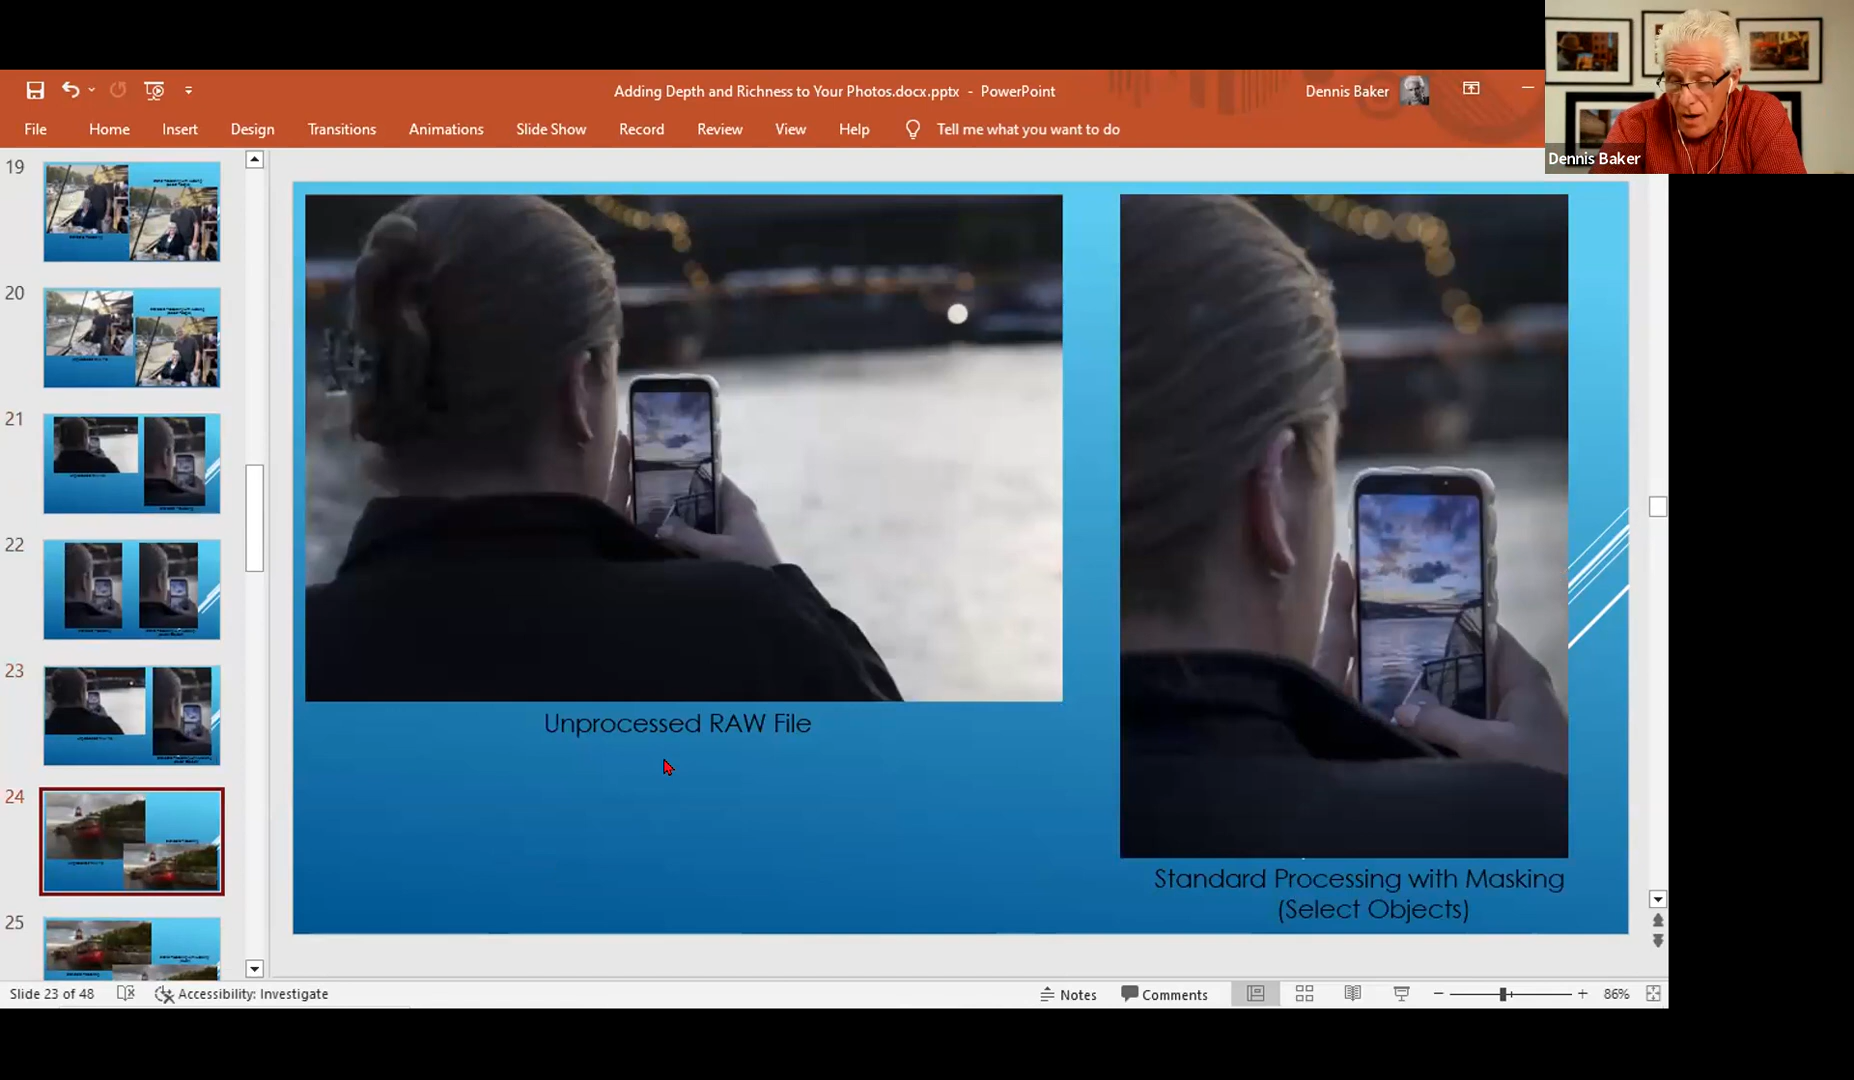 Adding Depth and Richness to Your Photos.docx.pptx - PowerPoint
Dennis Baker
File Home Insert Design Transitions Animations Slide Show Record Review View Help Tell me what you want to do
Dennis Baker
19
20
21
22
23
24
25
Unprocessed RAW File
Standard Processing with Masking
(Select Objects)
Slide 23 of 48 Accessibility: Investigate Notes Comments 86%